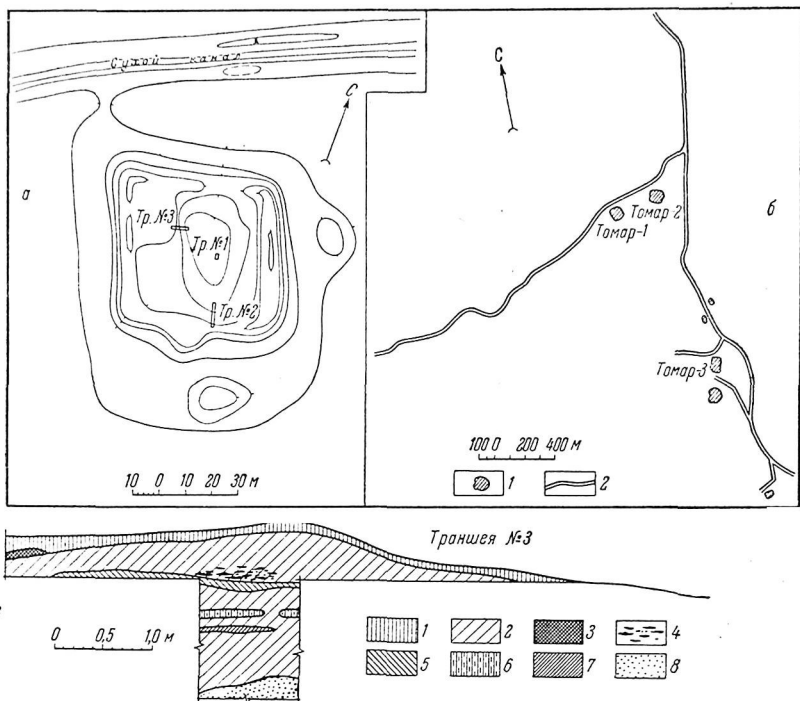 Сухой канал
С
а
Тр. №3
Тр. №1
Тр. №2
10 0 10 20 30 м
С
Томар-2
Томар-1
б
Томар-3
100 0 200 400 м
1 2
Траншея №3
0 0,5 1,0 м
1 2 3 4
5 6 7 8